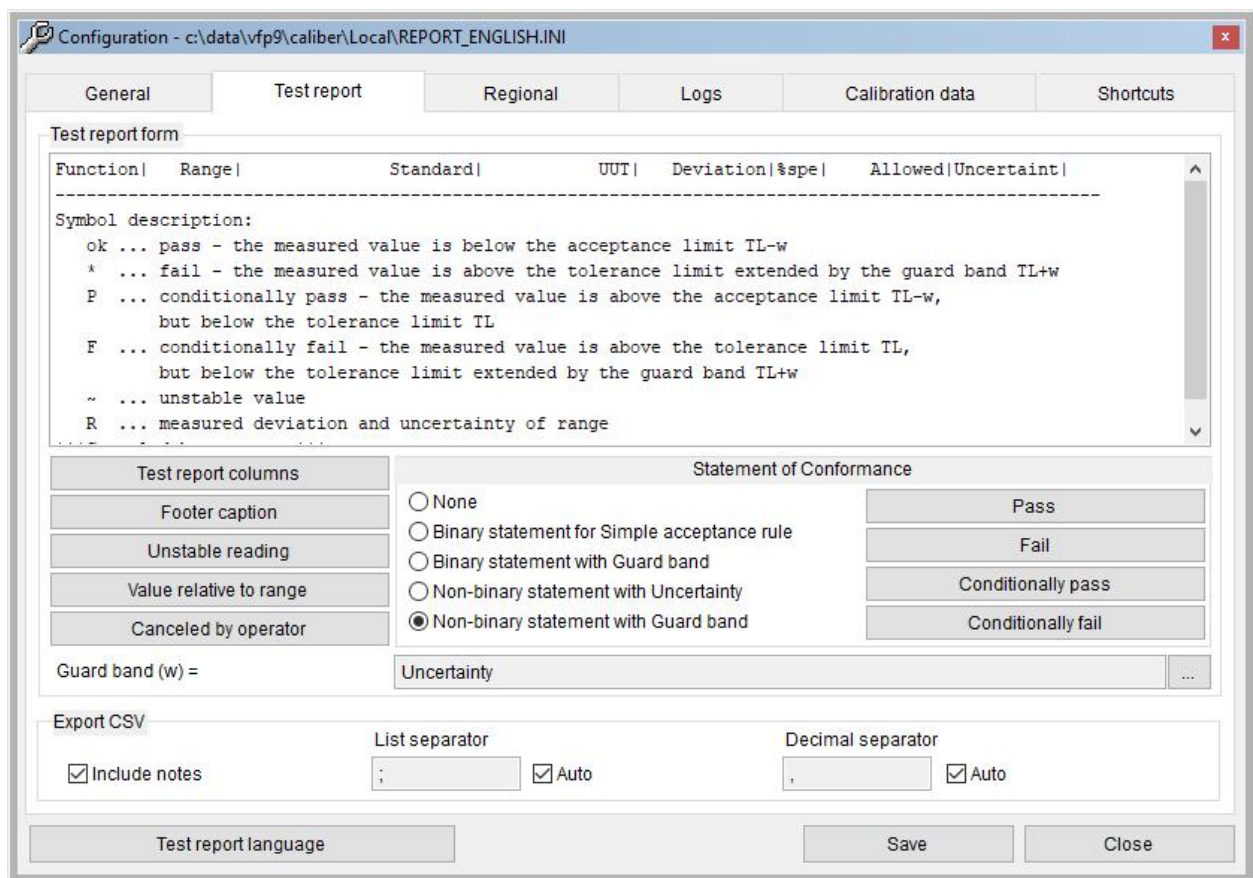 Configuration - c:\data\vfp9\caliber\Local\REPORT_ENGLISH.INI
x
General Test report Regional Logs Calibration data Shortcuts
Test report form
Function| Range| Standard| UUT| Deviation|%spe| Allowed|Uncertaint|
----------------------------------------------------------------------------------------------------
Symbol description:
ok ... pass - the measured value is below the acceptance limit TL-w
* ... fail - the measured value is above the tolerance limit extended by the guard band TL+w
P ... conditionally pass - the measured value is above the acceptance limit TL-w,
but below the tolerance limit TL
F ... conditionally fail - the measured value is above the tolerance limit TL,
but below the tolerance limit extended by the guard band TL+w
~ ... unstable value
R ... measured deviation and uncertainty of range
Test report columns
Footer caption
Unstable reading
Value relative to range
Canceled by operator
Statement of Conformance
None
Binary statement for Simple acceptance rule
Binary statement with Guard band
Non-binary statement with Uncertainty
Non-binary statement with Guard band
Pass
Fail
Conditionally pass
Conditionally fail
Guard band (w) = Uncertainty ...
Export CSV
List separator Decimal separator
Include notes ; Auto , Auto
Test report language Save Close